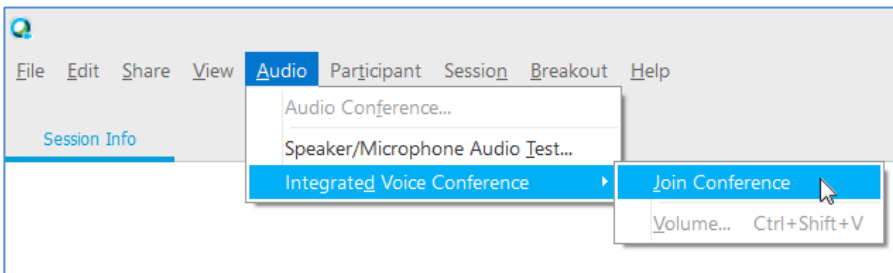 File Edit Share View Audio Participant Session Breakout Help
Audio Conference...
Session Info
Speaker/Microphone Audio Test...
Integrated Voice Conference
Join Conference
Volume... Ctrl+Shift+V